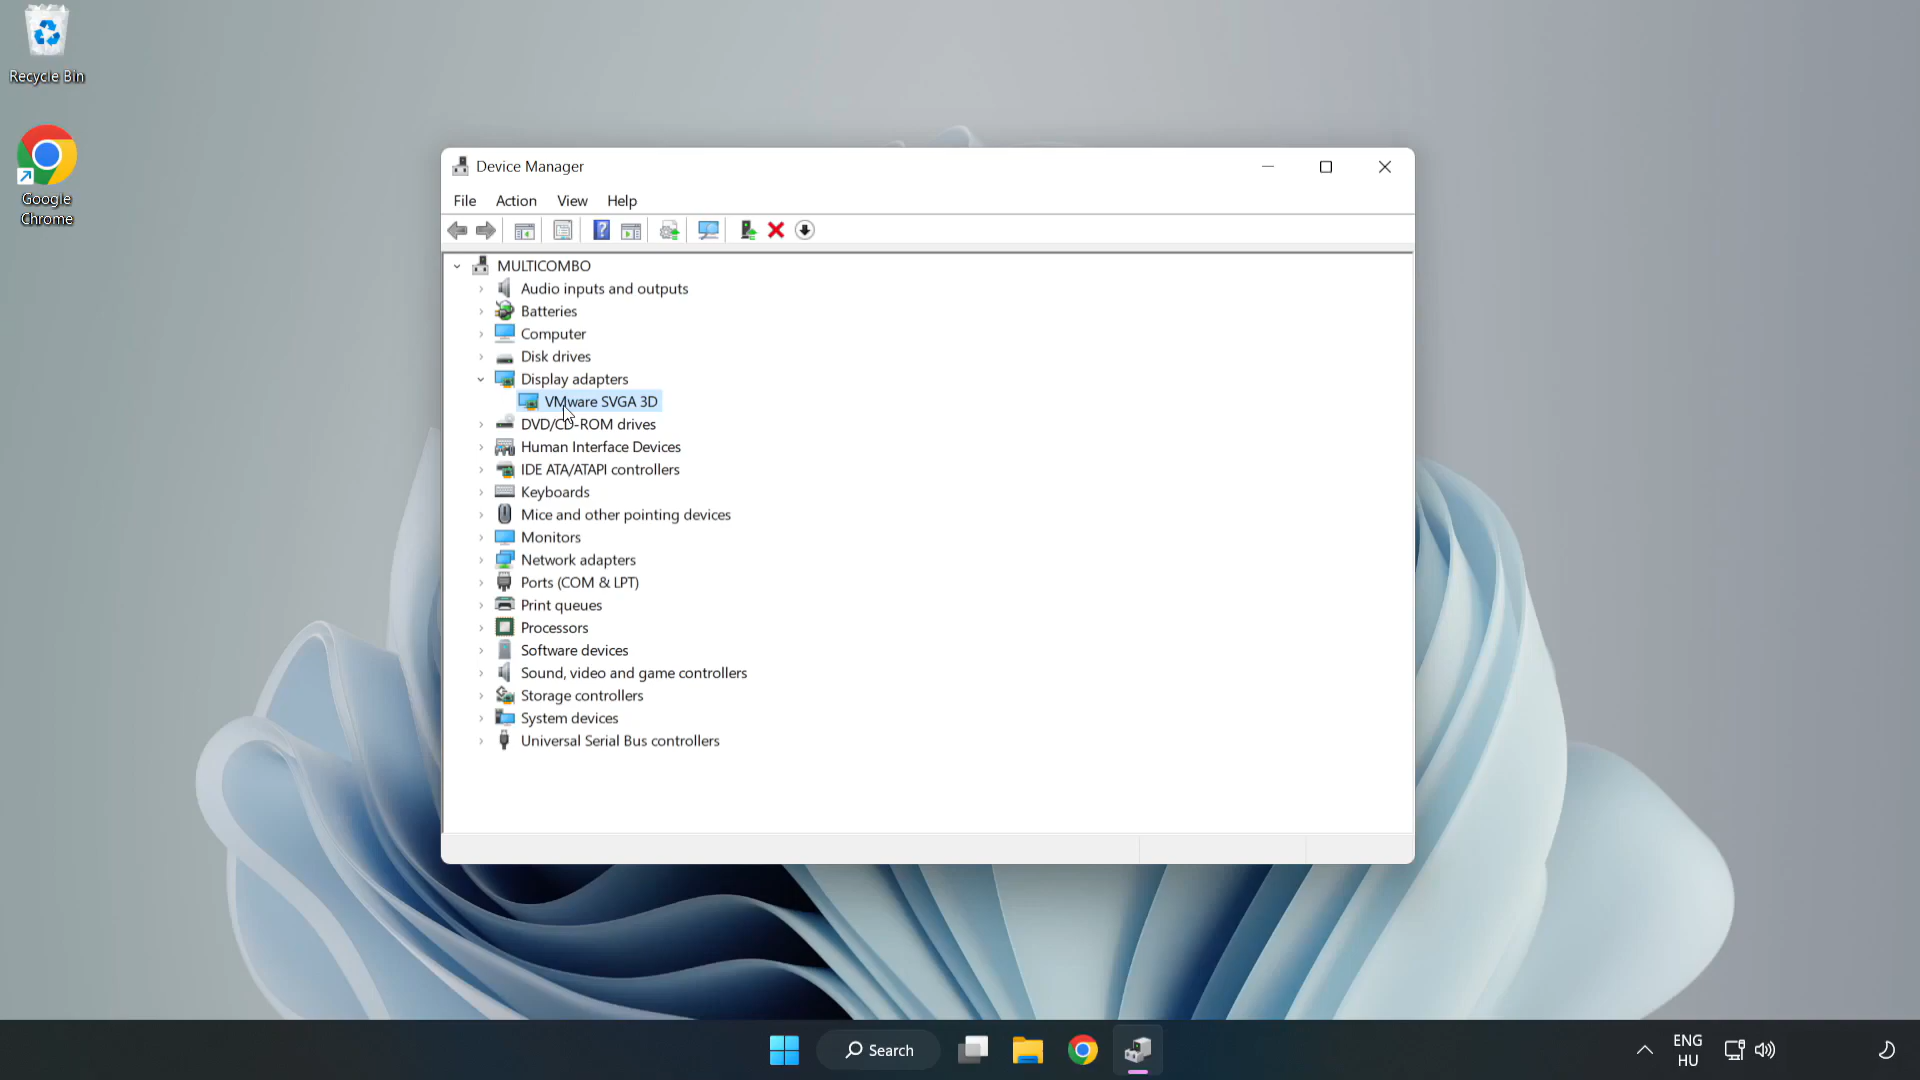 Recycle Bin
Google
Chrome
Device Manager
File Action View Help
MULTICOMBO
Audio inputs and outputs
Batteries
Computer
Disk drives
Display adapters
VMware SVGA 3D
DVD/CD-ROM drives
Human Interface Devices
IDE ATA/ATAPI controllers
Keyboards
Mice and other pointing devices
Monitors
Network adapters
Ports (COM & LPT)
Print queues
Processors
Software devices
Sound, video and game controllers
Storage controllers
System devices
Universal Serial Bus controllers
Search
ENG
HU